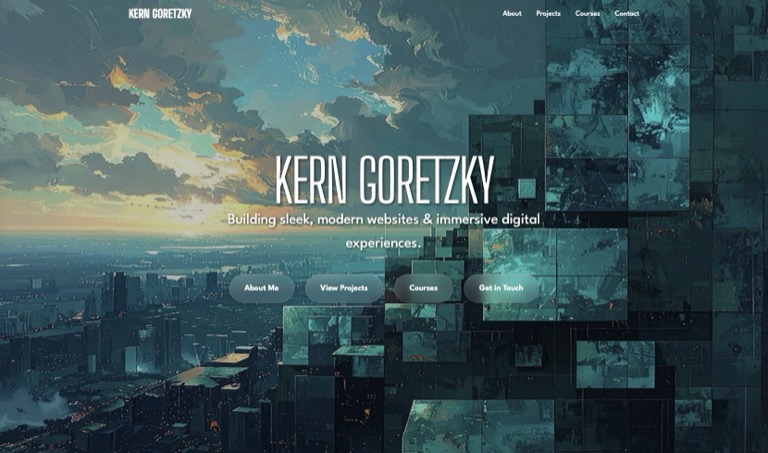 KERN GORETZKY
About Projects Courses Contact
KERN GORETZKY
Building sleek, modern websites & immersive digital
experiences.
About Me View Projects Courses Get in Touch